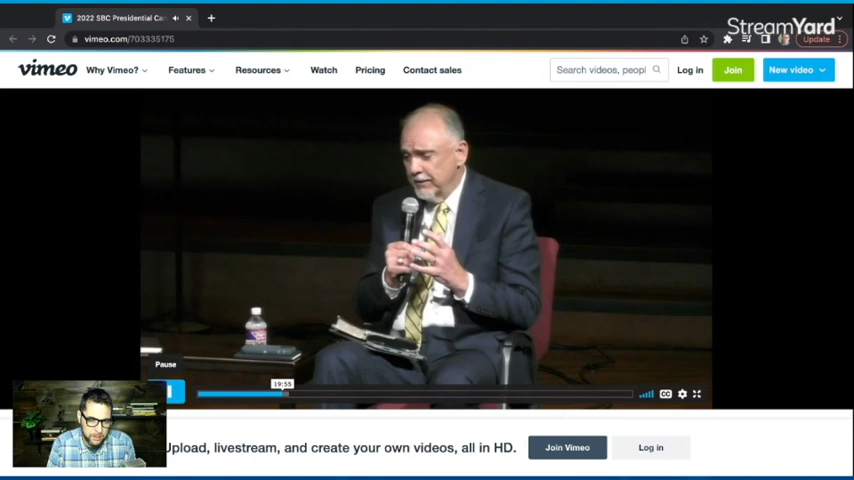 2022 SBC Presidential Can
StreamYard
vimeo.com/703335175
Update
vimeo
Why Vimeo?
Features
Resources
Watch
Pricing
Contact sales
Search videos, peopl
Log in
Join
New video
Pause
19:55
CC
Upload, livestream, and create your own videos, all in HD.
Join Vimeo
Log in